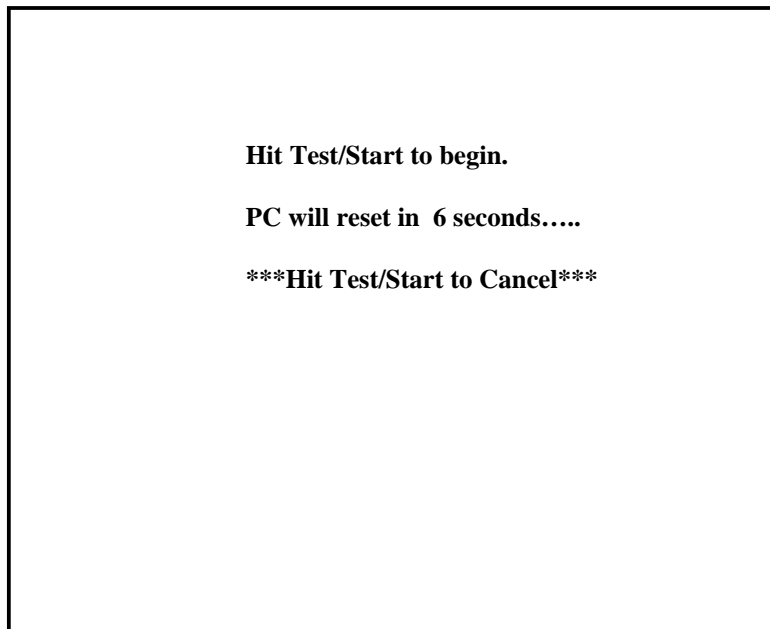 Hit Test/Start to begin.
PC will reset in  6 seconds…..
***Hit Test/Start to Cancel***